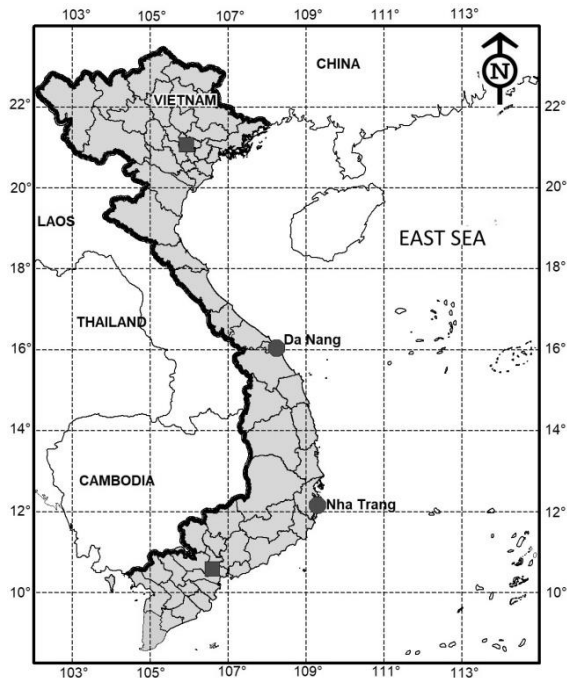 103° 105° 107° 109° 111° 113°
CHINA
N
22° VIETNAM 22°
20° 20°
LAOS
EAST SEA
18° 18°
THAILAND
Da Nang
16° 16°
14° 14°
CAMBODIA
12° Nha Trang 12°
10° 10°
103° 105° 107° 109° 111° 113°